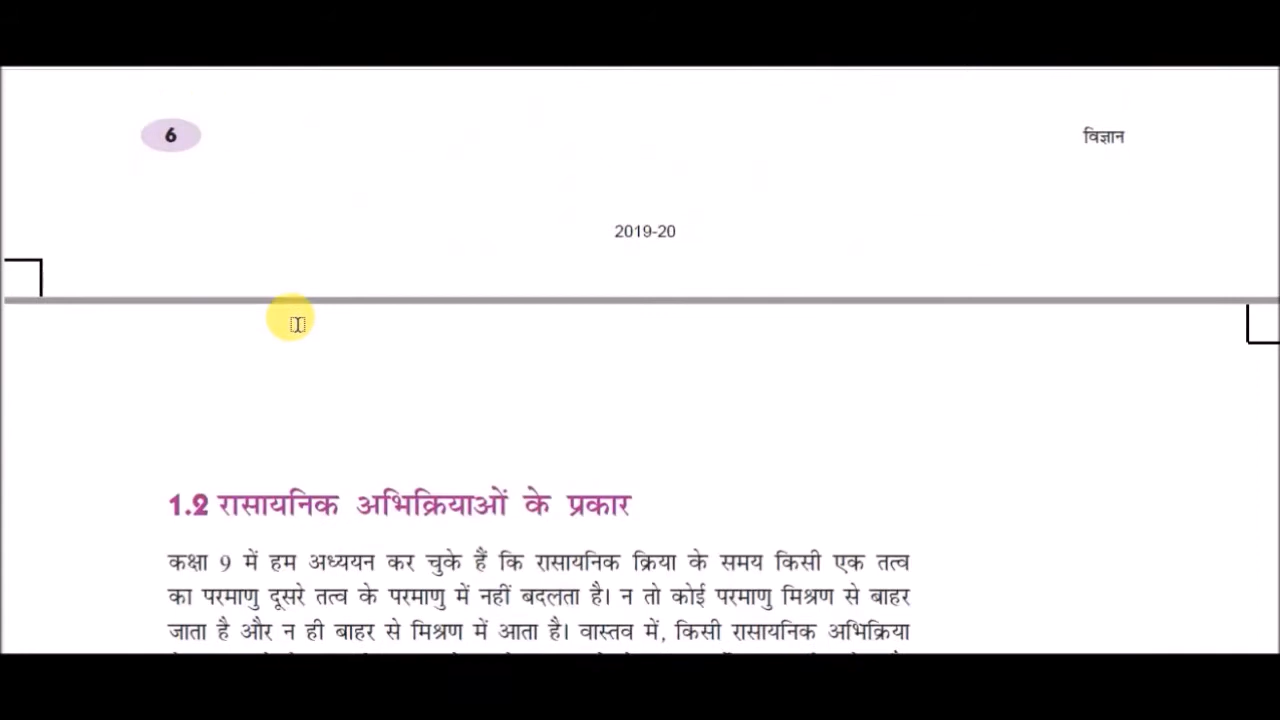 6
विज्ञान
2019-20
1.2 रासायनिक अभिक्रियाओं के प्रकार
कक्षा 9 में हम अध्ययन कर चुके हैं कि रासायनिक क्रिया के समय किसी एक तत्व
का परमाणु दूसरे तत्व के परमाणु में नहीं बदलता है। न तो कोई परमाणु मिश्रण से बाहर
जाता है और न ही बाहर से मिश्रण में आता है। वास्तव में, किसी रासायनिक अभिक्रिया